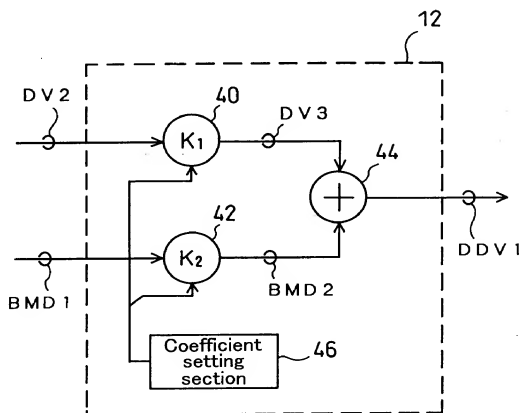 12
DV2
40
K1
DV3
44
+
DDV1
42
K2
BMD1
BMD2
Coefficient
setting
section
46